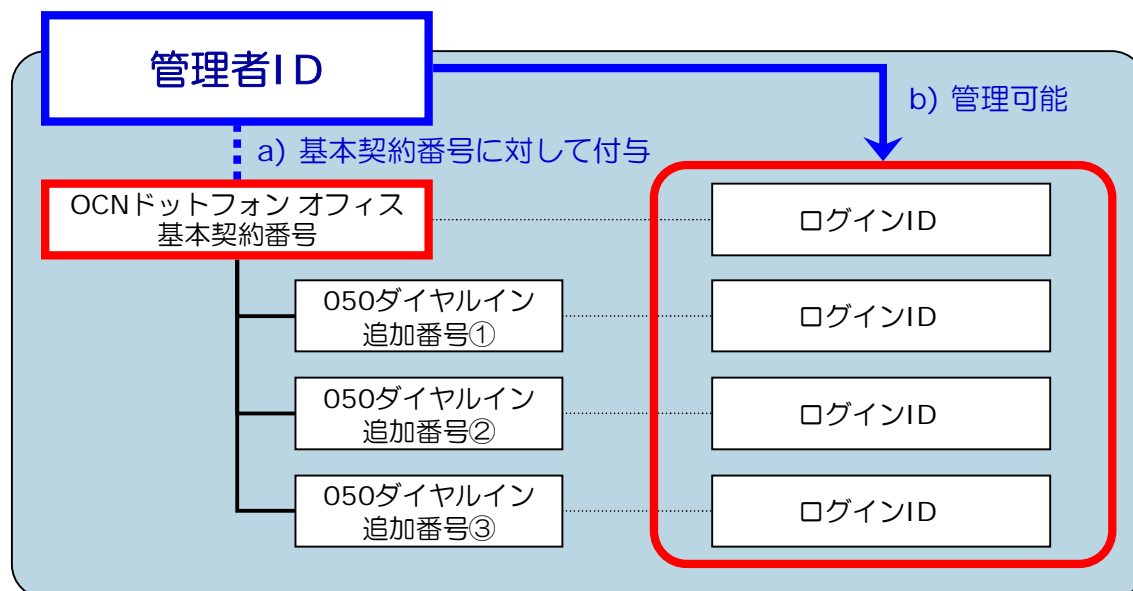 管理者ID
b) 管理可能
a) 基本契約番号に対して付与
OCNドットフォン オフィス
基本契約番号
ログインID
050ダイヤルイン
追加番号①
ログインID
050ダイヤルイン
追加番号②
ログインID
050ダイヤルイン
追加番号③
ログインID